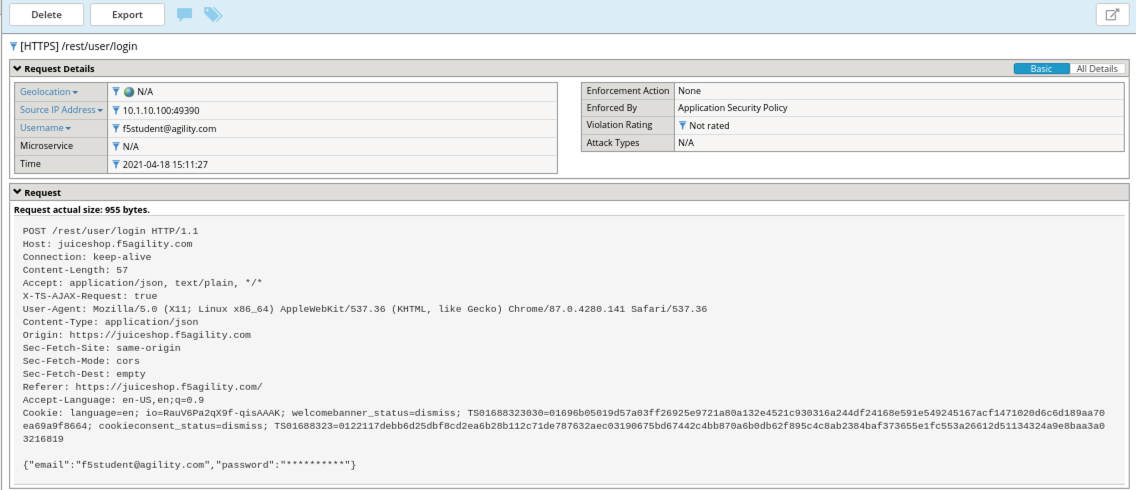 Delete Export
[HTTPS] /rest/user/login
Request Details Basic All Details
Geolocation N/A
Source IP Address 10.1.10.100:49390
Username f5student@agility.com
Microservice N/A
Time 2021-04-18 15:11:27
Enforcement Action None
Enforced By Application Security Policy
Violation Rating Not rated
Attack Types N/A
Request
Request actual size: 955 bytes.
POST /rest/user/login HTTP/1.1
Host: juiceshop.f5agility.com
Connection: keep-alive
Content-Length: 57
Accept: application/json, text/plain, */*
X-TS-AJAX-Request: true
User-Agent: Mozilla/5.0 (X11; Linux x86_64) AppleWebKit/537.36 (KHTML, like Gecko) Chrome/87.0.4280.141 Safari/537.36
Content-Type: application/json
Origin: https://juiceshop.f5agility.com
Sec-Fetch-Site: same-origin
Sec-Fetch-Mode: cors
Sec-Fetch-Dest: empty
Referer: https://juiceshop.f5agility.com/
Accept-Language: en-US,en;q=0.9
Cookie: language=en; io=RauV6Pa2qX9f-qisAAAK; welcomebanner_status=dismiss; TS01688323030=01696b05019d57a03ff26925e9721a80a132e4521c930316a244df24168e591e549245167acf1471020d6c6d189aa70
ea69a9f8664; cookieconsent_status=dismiss; TS01688323=0122117debb6d25dbf8cd2ea6b28b112c71de787632aec03190675bd67442c4bb870a6b0db62f895c4c8ab2384baf373655e1fc553a26612d51134324a9e8baa3a0
3216819
{"email":"f5student@agility.com","password":"**********"}